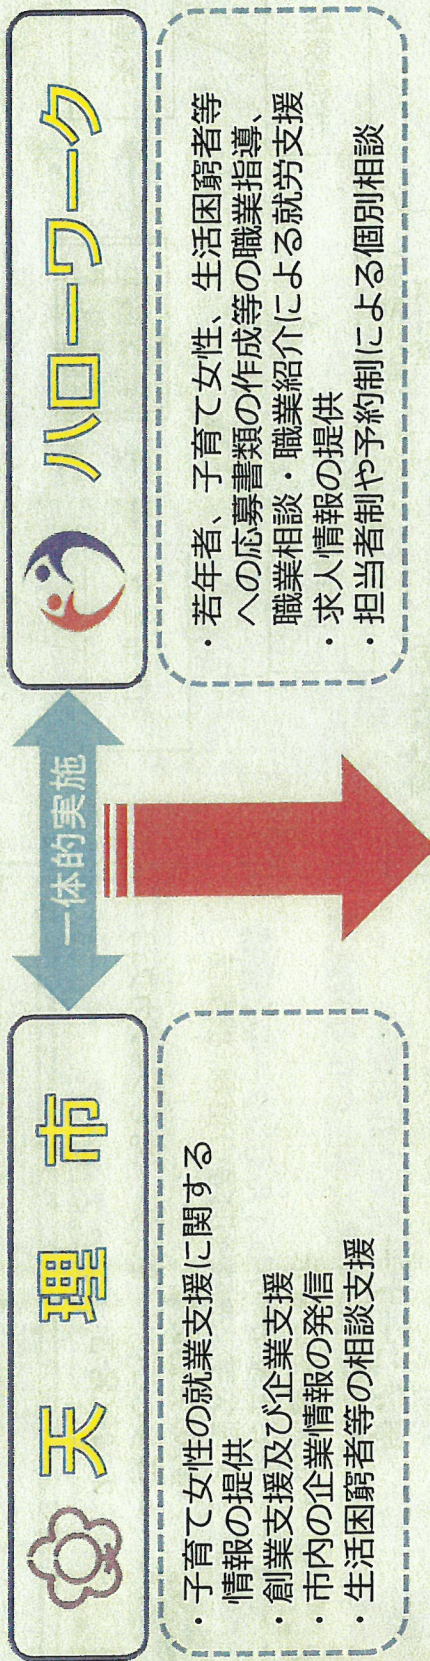 天理市
・子育て女性の就業支援に関する
情報の提供
・創業支援及び企業支援
・市内の企業情報の発信
・生活困窮者等の相談支援
一体的実施
ハローワーク
・若年者、子育て女性、生活困窮者等
への応募書類の作成等の職業指導、
職業相談・職業紹介による就労支援
・求人情報の提供
・担当者制や予約制による個別相談